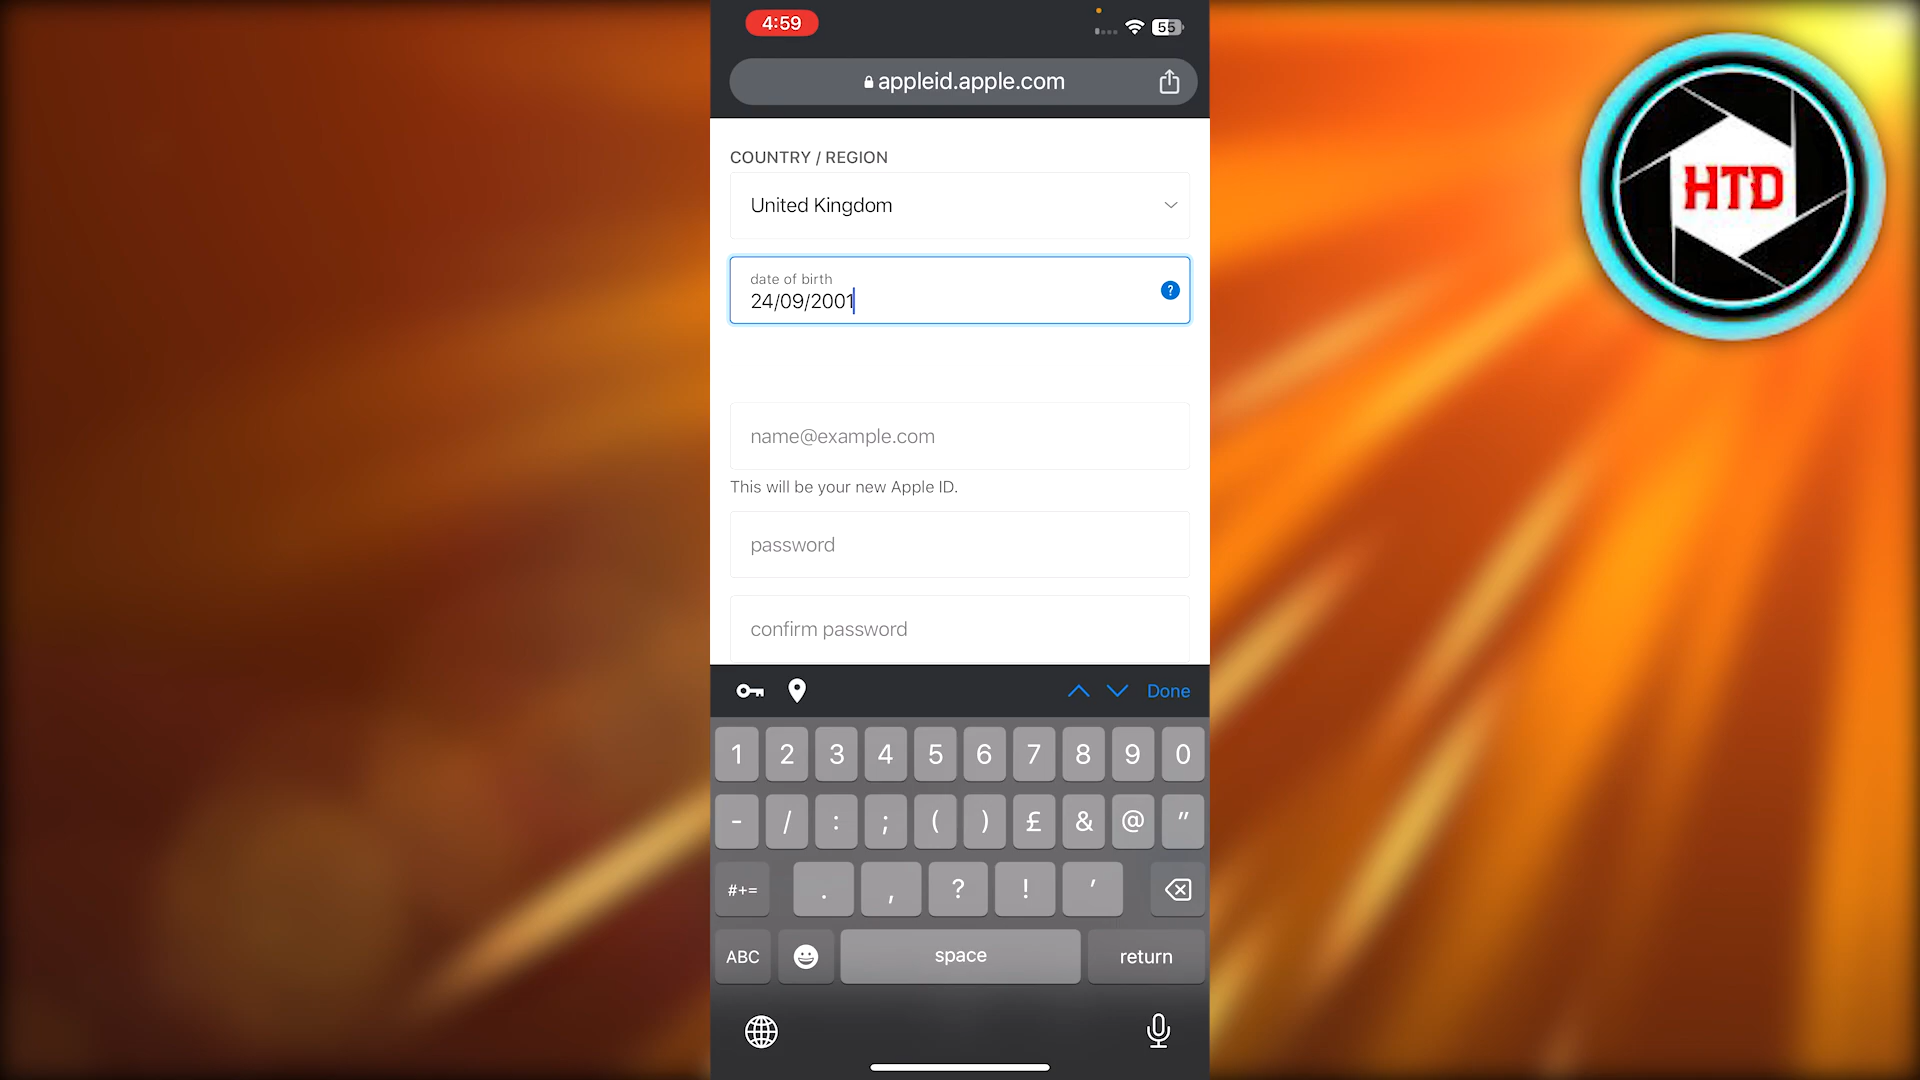 4:59
55
appleid.apple.com
HTD
COUNTRY / REGION
United Kingdom
date of birth
24/09/2001
?
name@example.com
This will be your new Apple ID.
password
confirm password
Done
1 2 3 4 5 6 7 8 9 0
- / : ; ( ) £ & @ "
#+= . , ? ! '
ABC space return